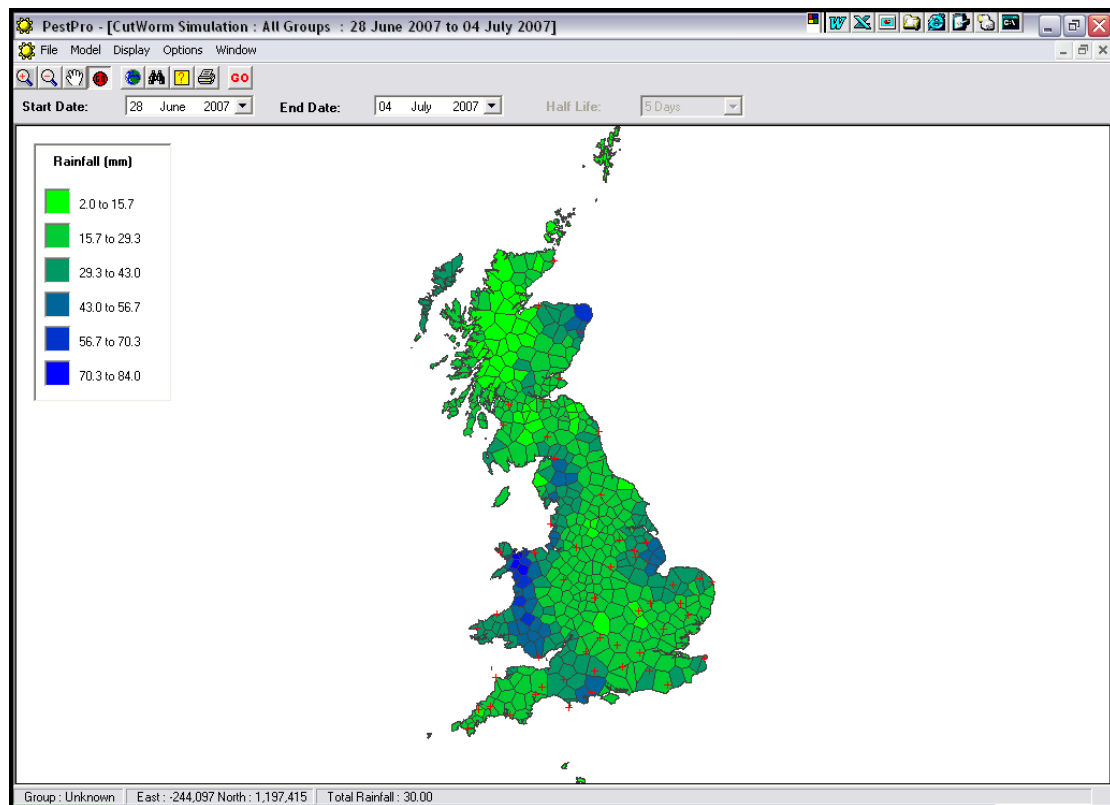 PestPro - [CutWorm Simulation : All Groups : 28 June 2007 to 04 July 2007]
File Model Display Options Window
GO
Start Date: 28 June 2007 End Date: 04 July 2007 Half Life: 5 Days
Rainfall (mm)
2.0 to 15.7
15.7 to 29.3
29.3 to 43.0
43.0 to 56.7
56.7 to 70.3
70.3 to 84.0
Group : Unknown East : -244,097 North : 1,197,415 Total Rainfall : 30.00